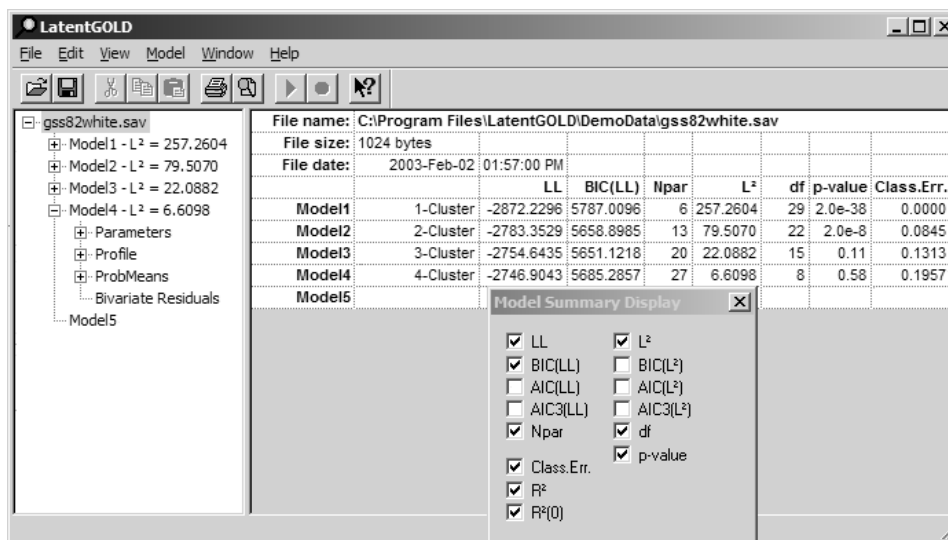 LatentGOLD
File Edit View Model Window Help
gss82white.sav
Model1 - L² = 257.2604
Model2 - L² = 79.5070
Model3 - L² = 22.0882
Model4 - L² = 6.6098
Parameters
Profile
ProbMeans
Bivariate Residuals
Model5
File name: C:\Program Files\LatentGOLD\DemoData\gss82white.sav
File size: 1024 bytes
File date: 2003-Feb-02 01:57:00 PM
LL BIC(LL) Npar L² df p-value Class.Err.
Model1 1-Cluster -2872.2296 5787.0096 6 257.2604 29 2.0e-38 0.0000
Model2 2-Cluster -2783.3529 5658.8985 13 79.5070 22 2.0e-8 0.0845
Model3 3-Cluster -2754.6435 5651.1218 20 22.0882 15 0.11 0.1313
Model4 4-Cluster -2746.9043 5685.2857 27 6.6098 8 0.58 0.1957
Model5
Model Summary Display
LL L²
BIC(LL) BIC(L²)
AIC(LL) AIC(L²)
AIC3(LL) AIC3(L²)
Npar df
p-value
Class.Err.
R²
R²(0)